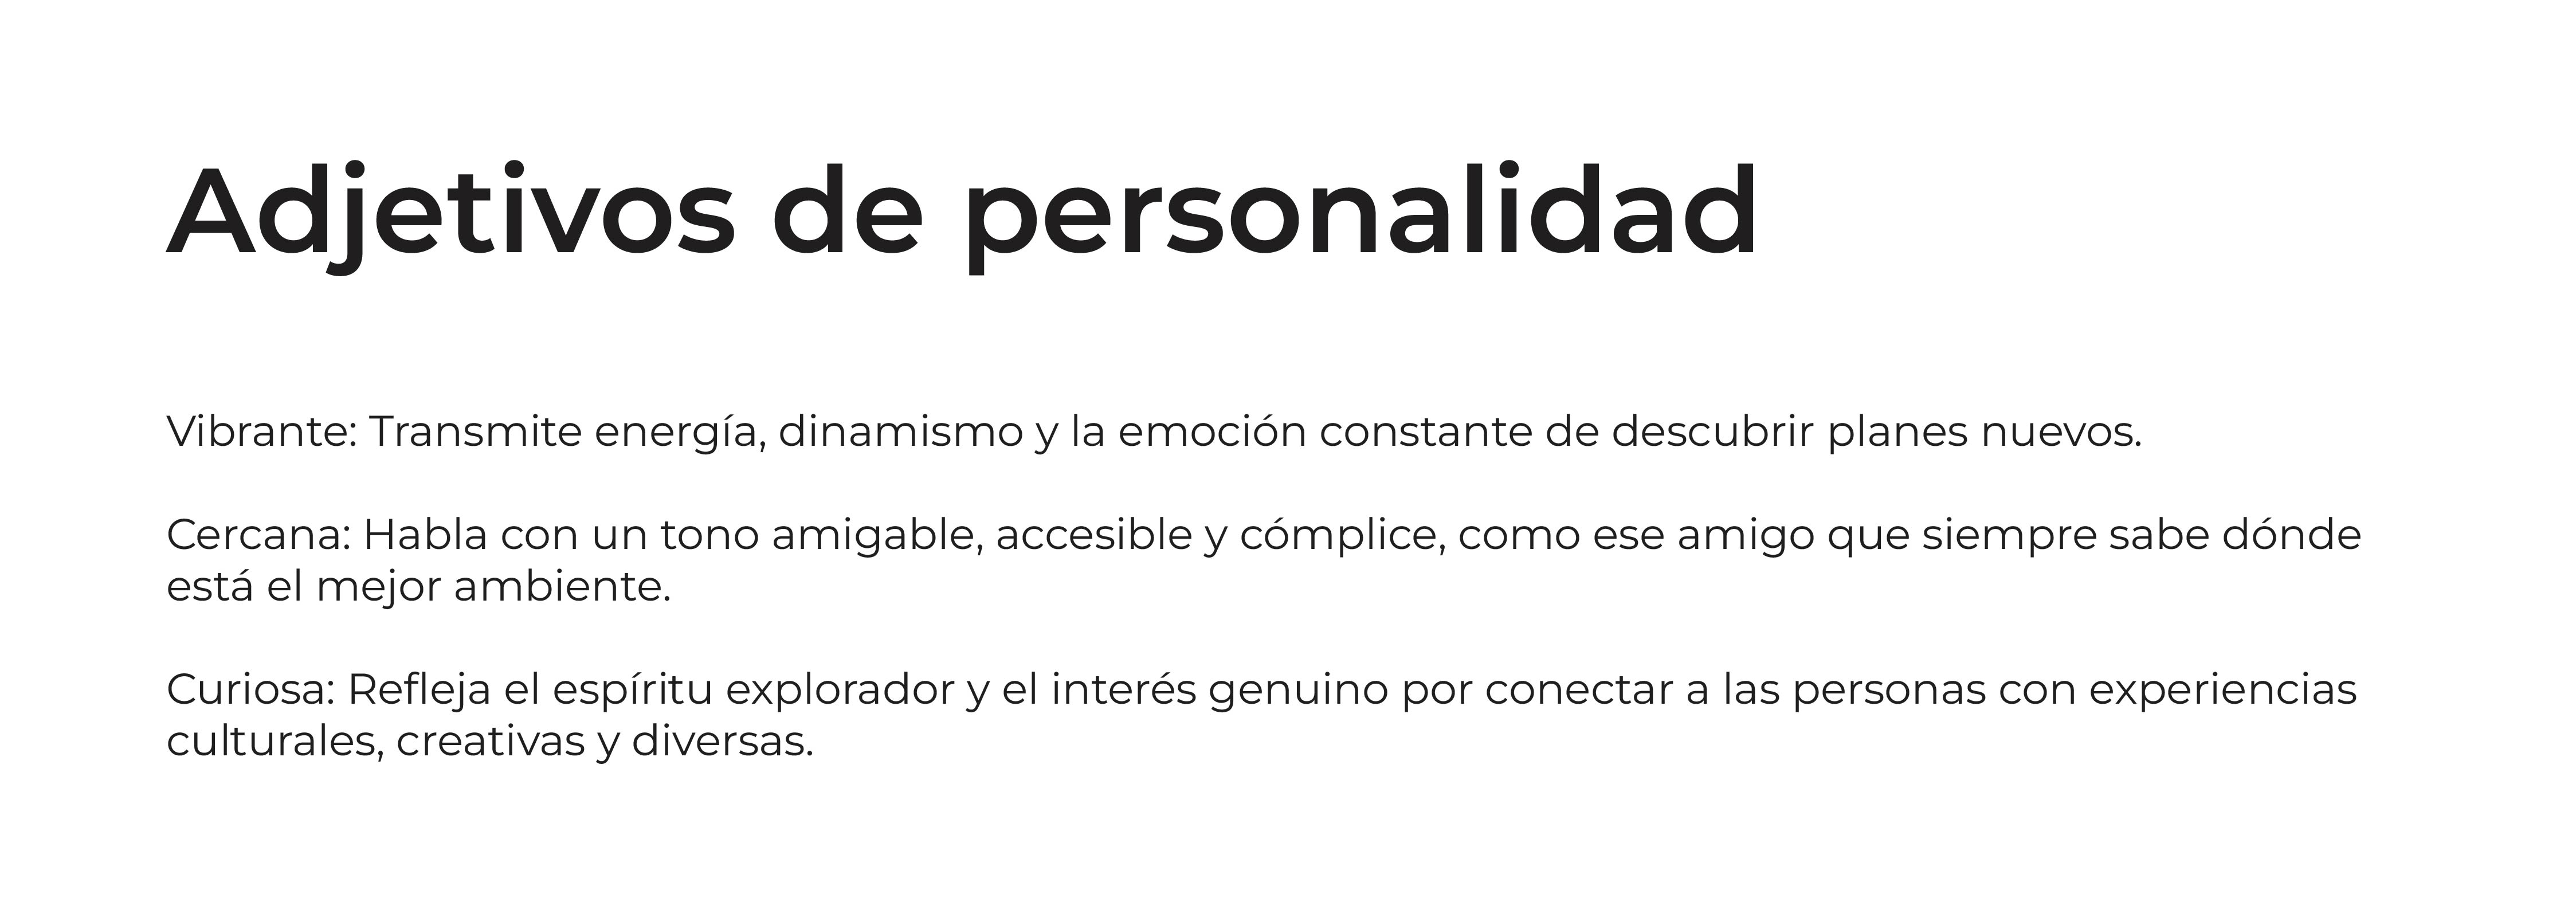 Adjetivos de personalidad
Vibrante: Transmite energía, dinamismo y la emoción constante de descubrir planes nuevos.
Cercana: Habla con un tono amigable, accesible y cómplice, como ese amigo que siempre sabe dónde
está el mejor ambiente.
Curiosa: Refleja el espíritu explorador y el interés genuino por conectar a las personas con experiencias
culturales, creativas y diversas.